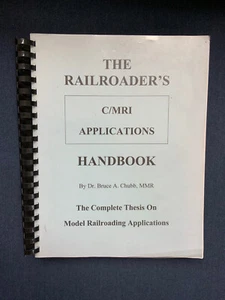 THE
RAILROADER'S
C/MRI
APPLICATIONS
HANDBOOK
By Dr. Bruce A. Chubb, MMR
The Complete Thesis On
Model Railroading Applications